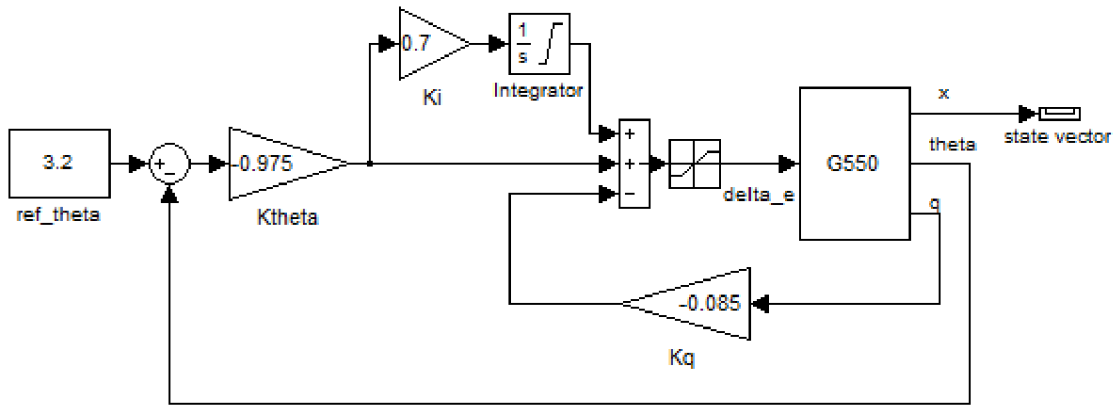 0.7
1
s
Ki
Integrator
x
state vector
3.2
+
−
-0.975
+
+
−
theta
G550
ref_theta
Ktheta
delta_e
q
-0.085
Kq